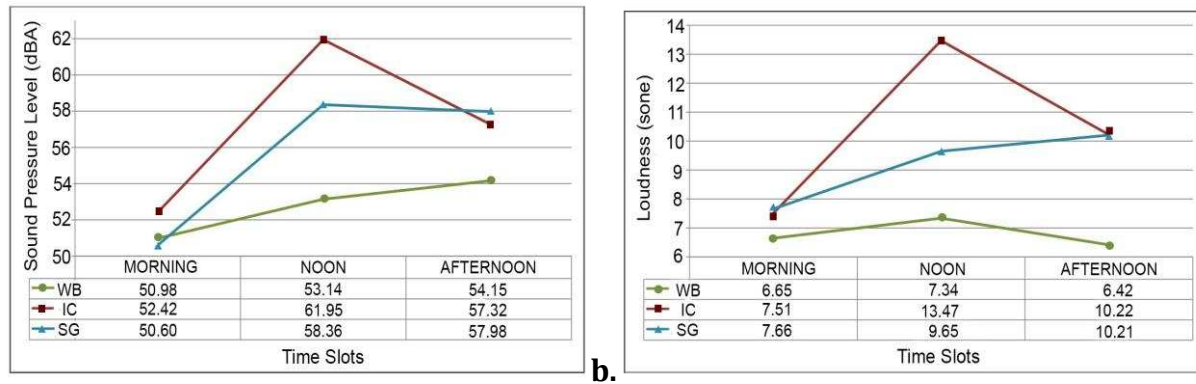 Sound Pressure Level (dBA)
62
60
58
56
54
52
50
MORNING NOON AFTERNOON
WB 50.98 53.14 54.15
IC 52.42 61.95 57.32
SG 50.60 58.36 57.98
Time Slots
b.
Loudness (sone)
14
13
12
11
10
9
8
7
6
MORNING NOON AFTERNOON
WB 6.65 7.34 6.42
IC 7.51 13.47 10.22
SG 7.66 9.65 10.21
Time Slots